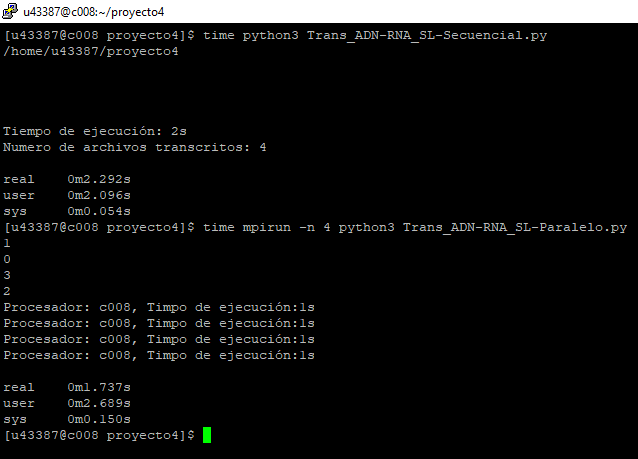 u43387@c008:~/proyecto4
[u43387@c008 proyecto4]$ time python3 Trans_ADN-RNA_SL-Secuencial.py
/home/u43387/proyecto4
Tiempo de ejecución: 2s
Numero de archivos transcritos: 4
real 0m2.292s
user 0m2.096s
sys 0m0.054s
[u43387@c008 proyecto4]$ time mpirun -n 4 python3 Trans_ADN-RNA_SL-Paralelo.py
1
0
3
2
Procesador: c008, Timpo de ejecución:1s
Procesador: c008, Timpo de ejecución:1s
Procesador: c008, Timpo de ejecución:1s
Procesador: c008, Timpo de ejecución:1s
real 0m1.737s
user 0m2.689s
sys 0m0.150s
[u43387@c008 proyecto4]$